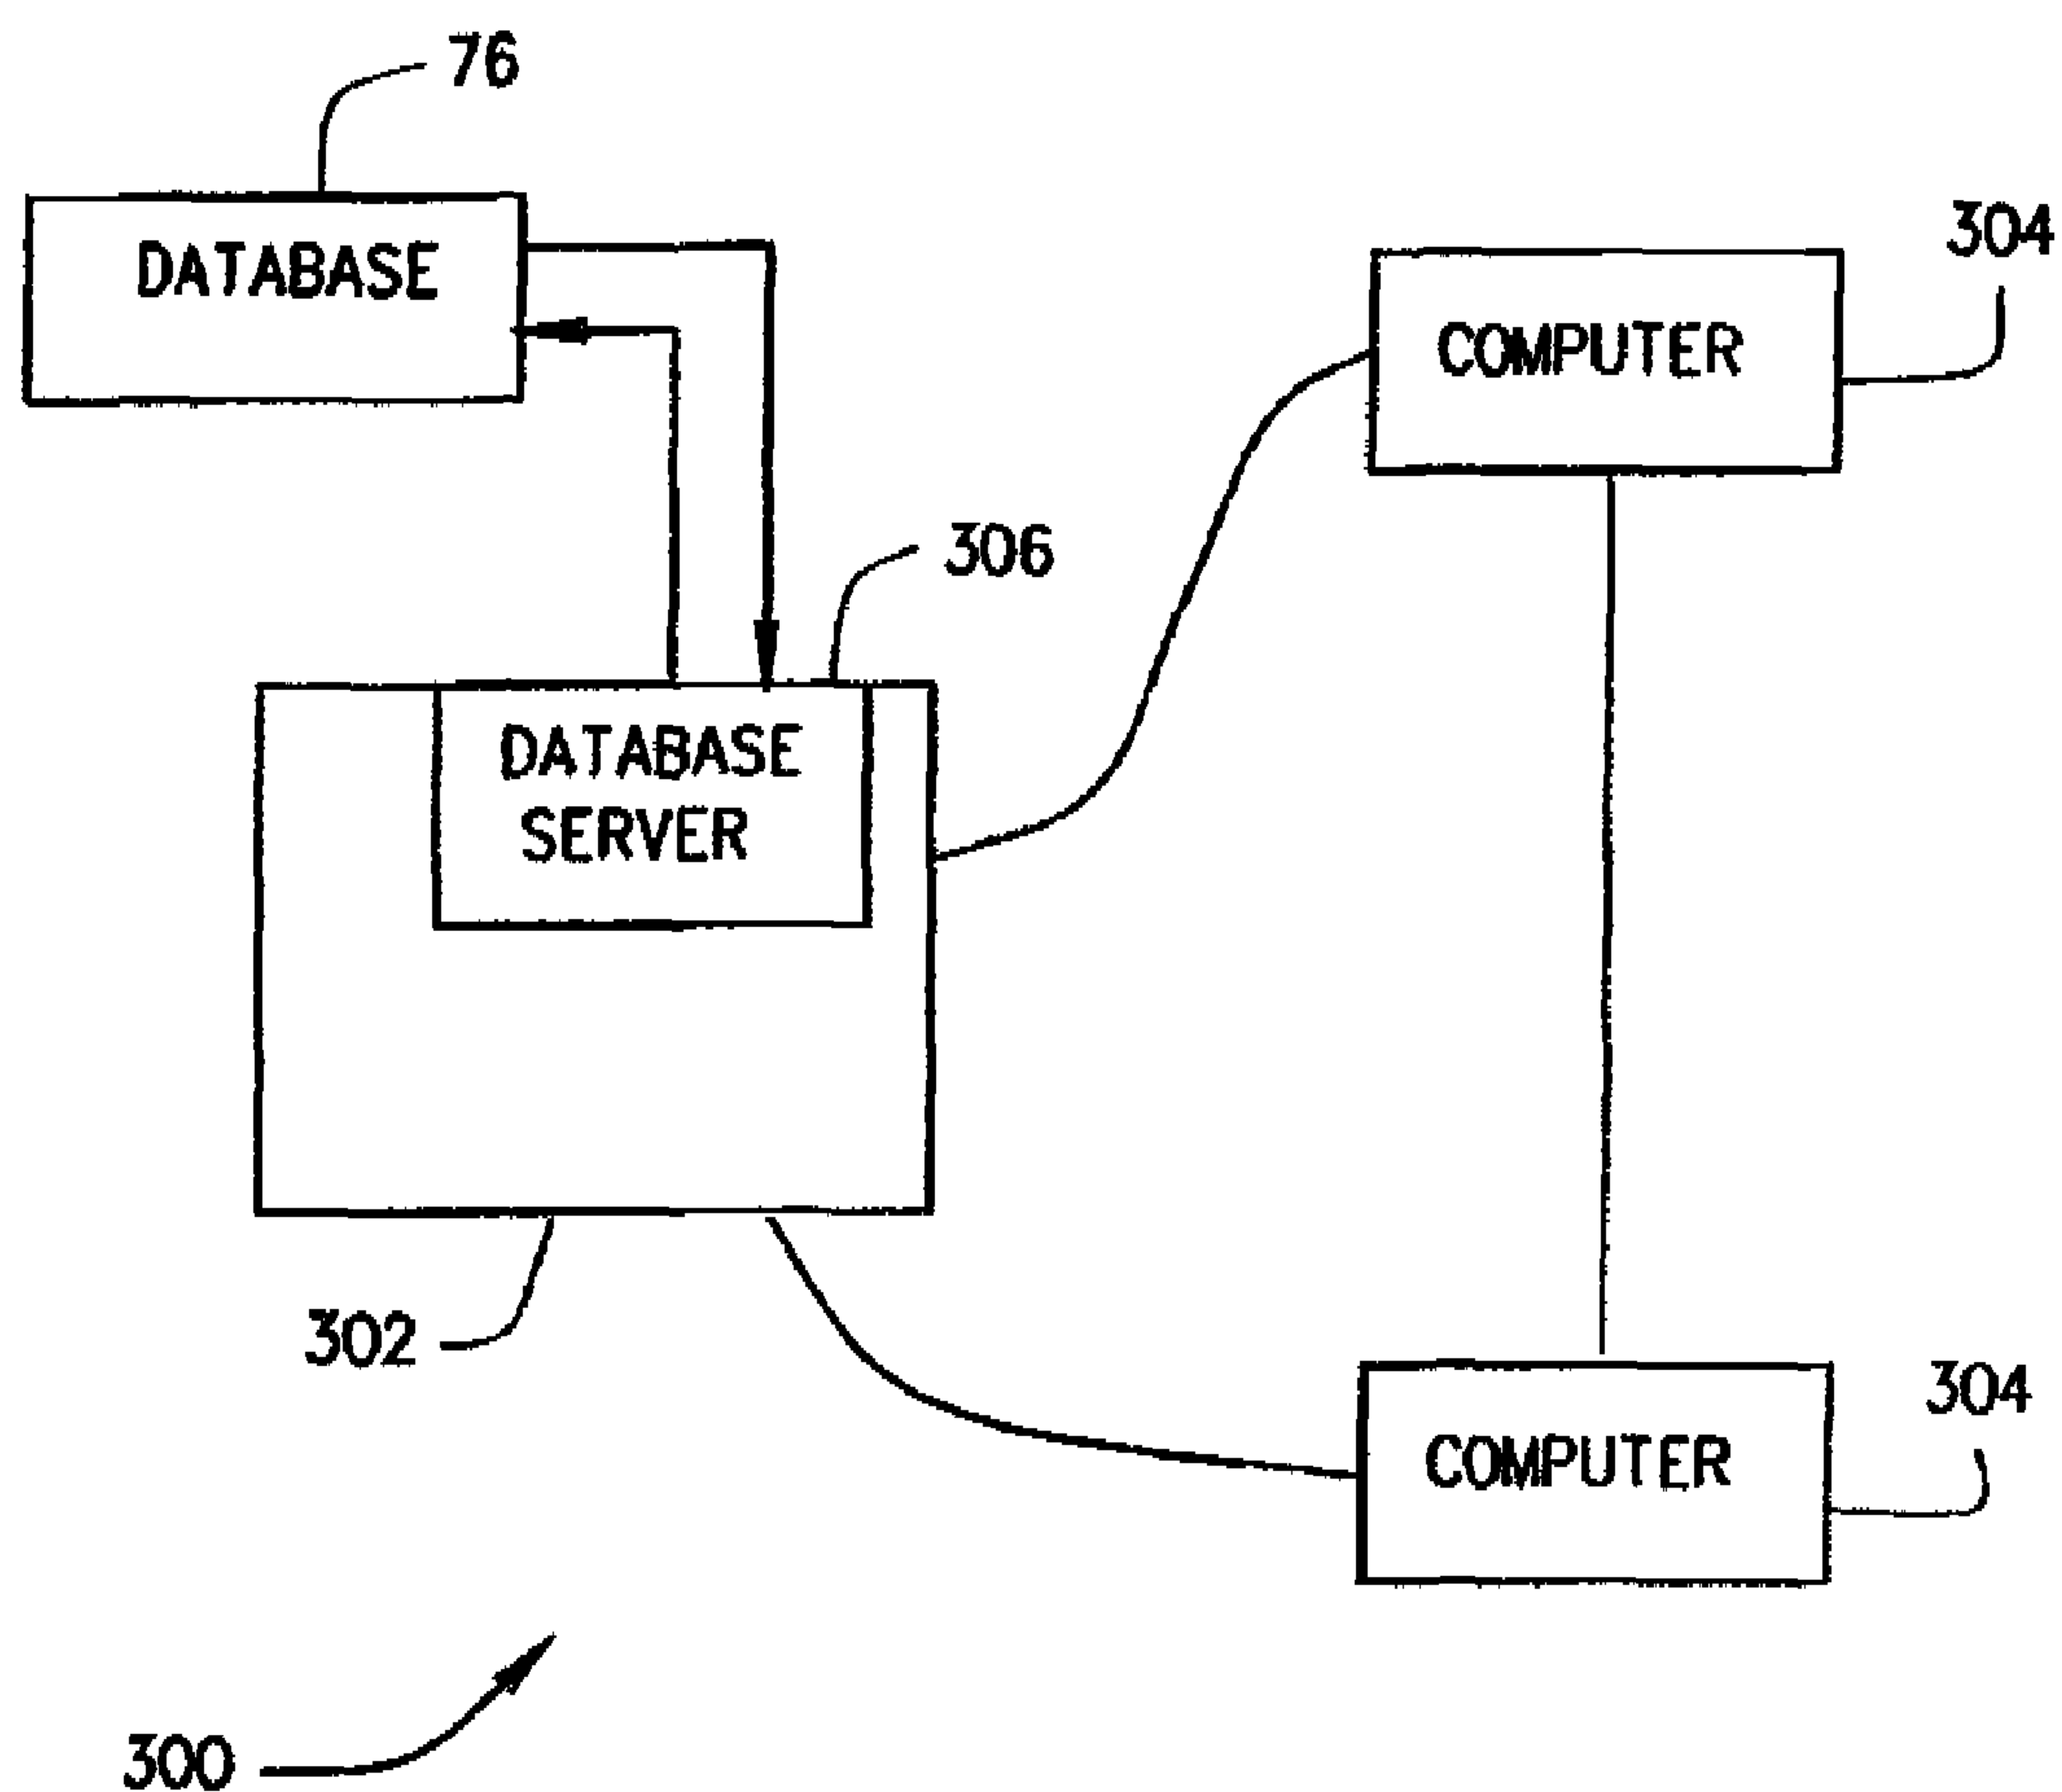 76
DATABASE
304
COMPUTER
306
DATABASE
SERVER
302
304
COMPUTER
300